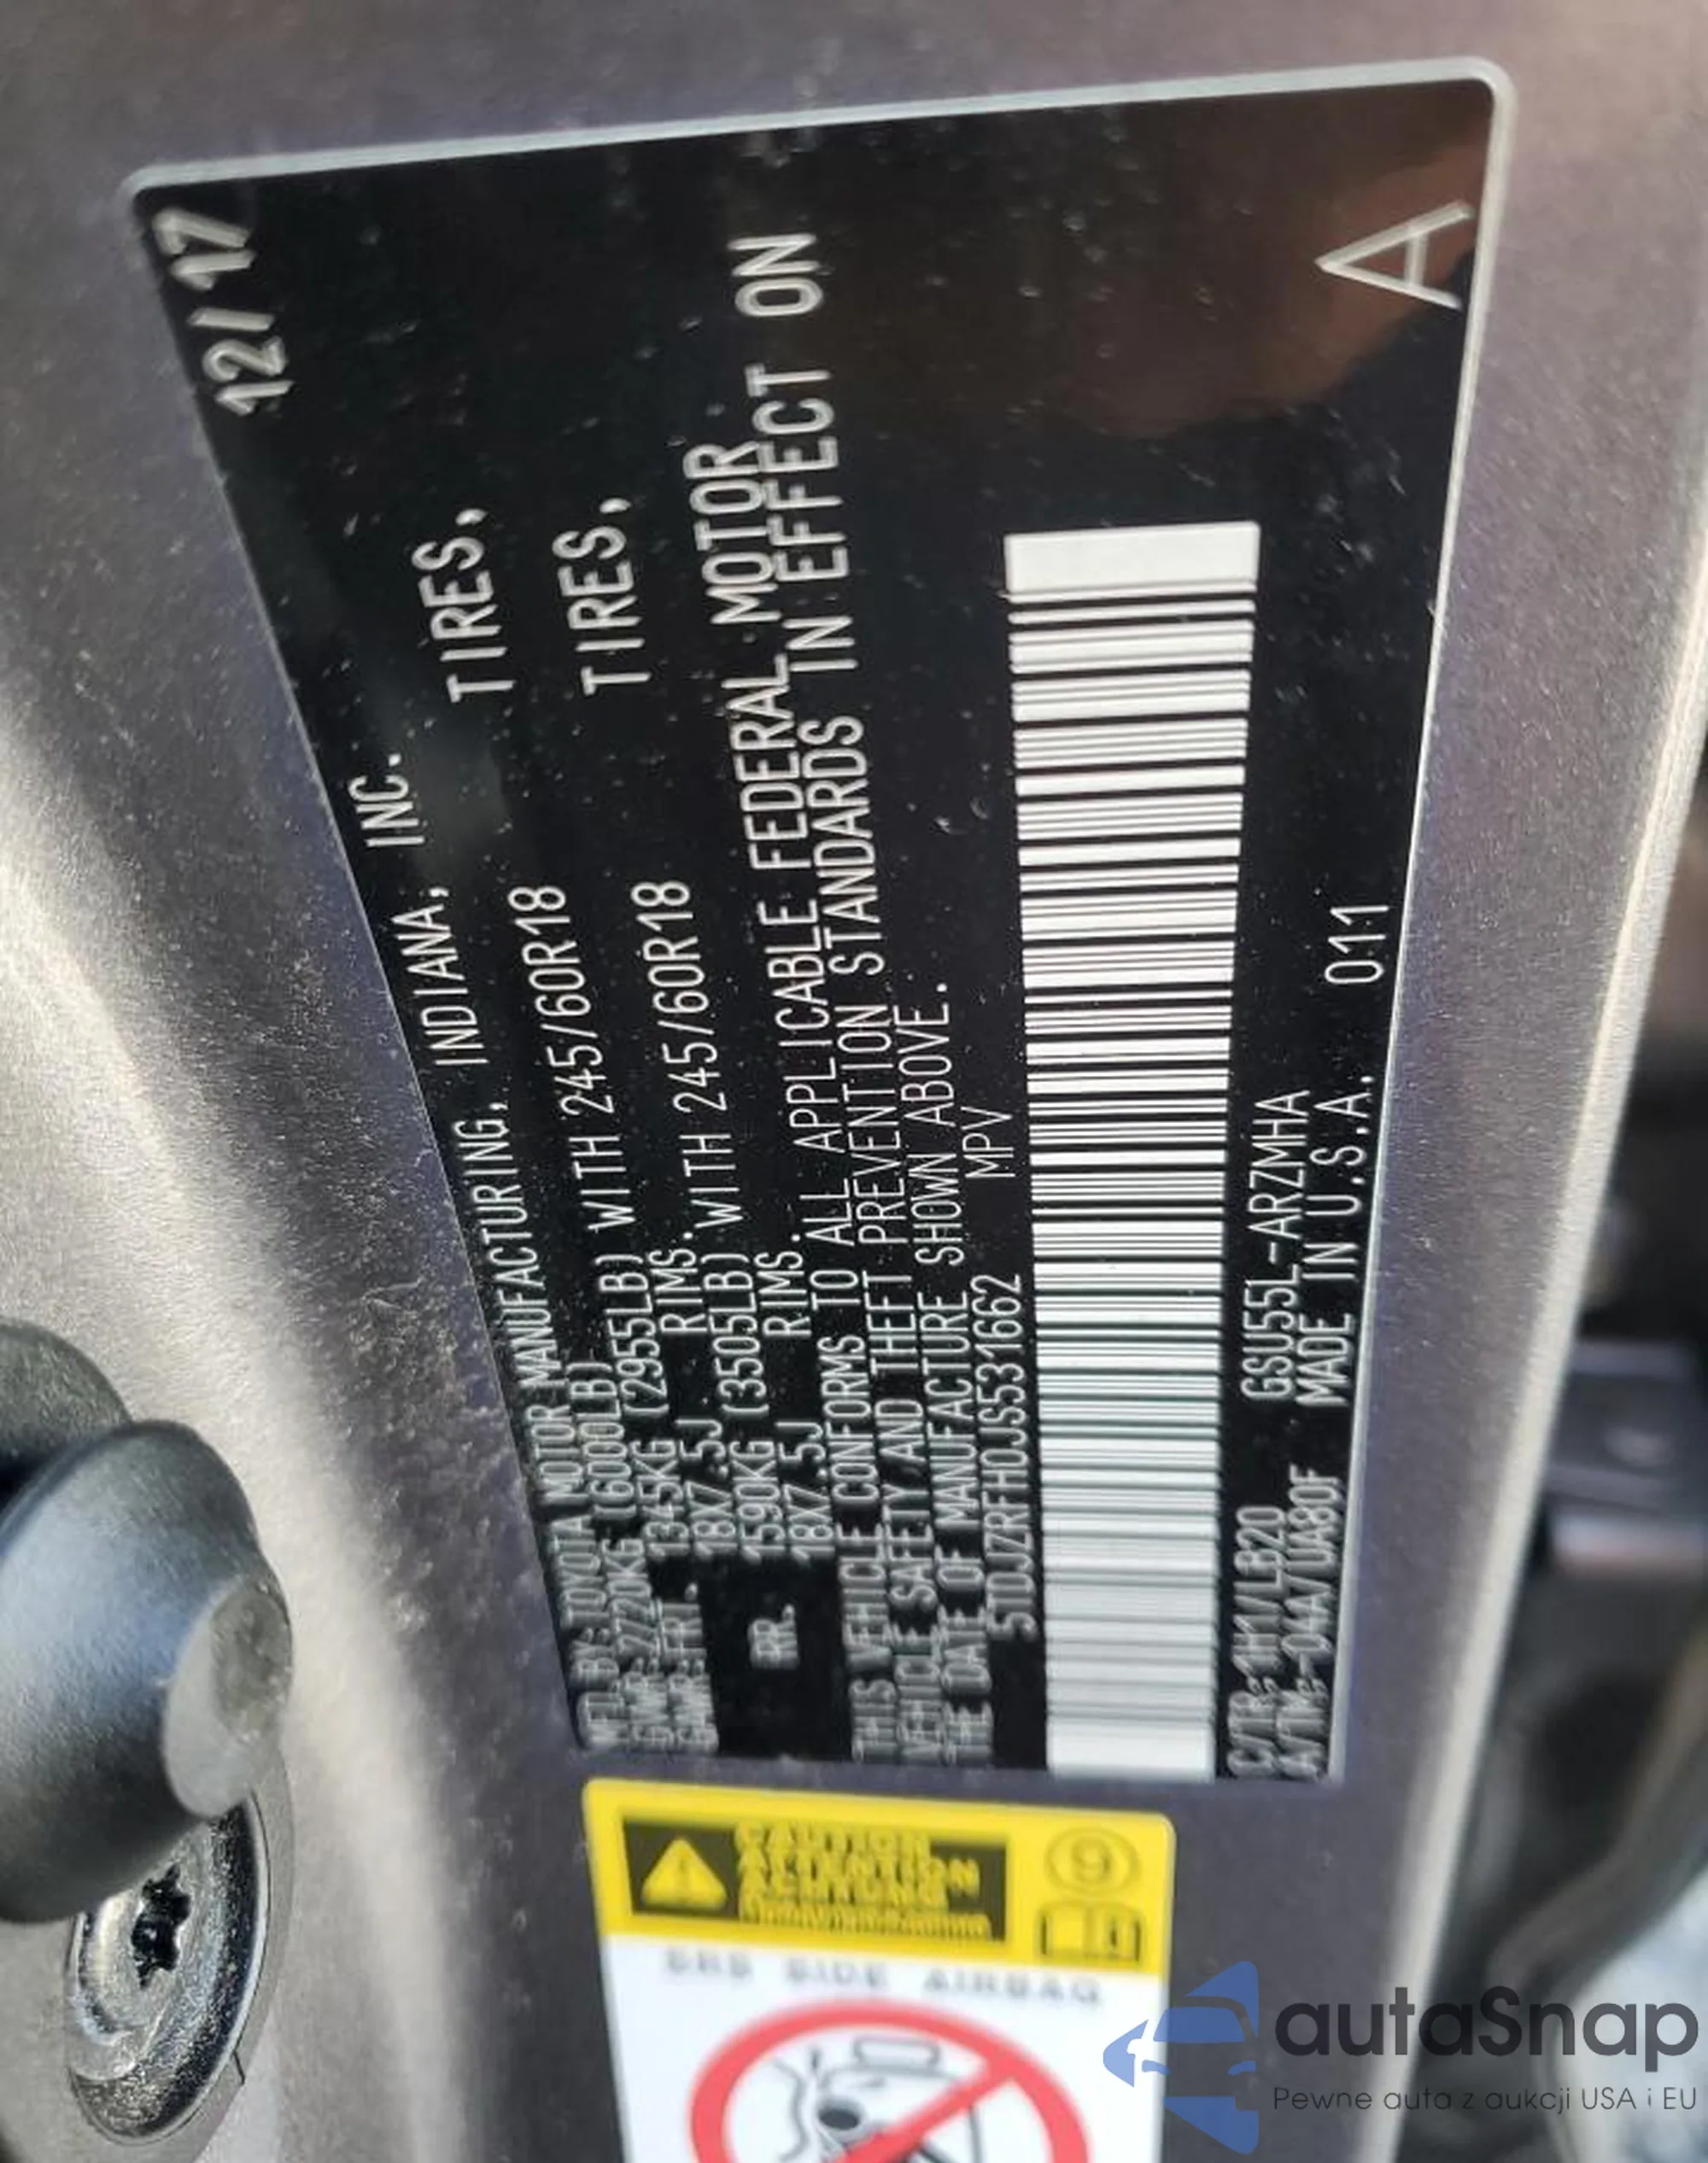 12/17
MFD.BY: TOYOTA MOTOR MANUFACTURING, INDIANA, INC.
GVWR:2720KG (6000LB)
GAWR:FRT. 1345KG (2955LB) WITH 245/60R18 TIRES,
18X7.5J RIMS.
RR. 1590KG (3505LB) WITH 245/60R18 TIRES,
18X7.5J RIMS.
THIS VEHICLE CONFORMS TO ALL APPLICABLE FEDERAL MOTOR
VEHICLE SAFETY AND THEFT PREVENTION STANDARDS IN EFFECT ON
THE DATE OF MANUFACTURE SHOWN ABOVE.
5TDJZRFH0JS531662 MPV
C/TR:1H1/LB20 GSU55L-ARZMHA
A/TM:-04A/UA80F MADE IN U.S.A. 011
A
CAUTION
ATTENTION
ACHTUNG
9
SRS SIDE AIRBAG
autaSnap
Pewne auta z aukcji USA i EU